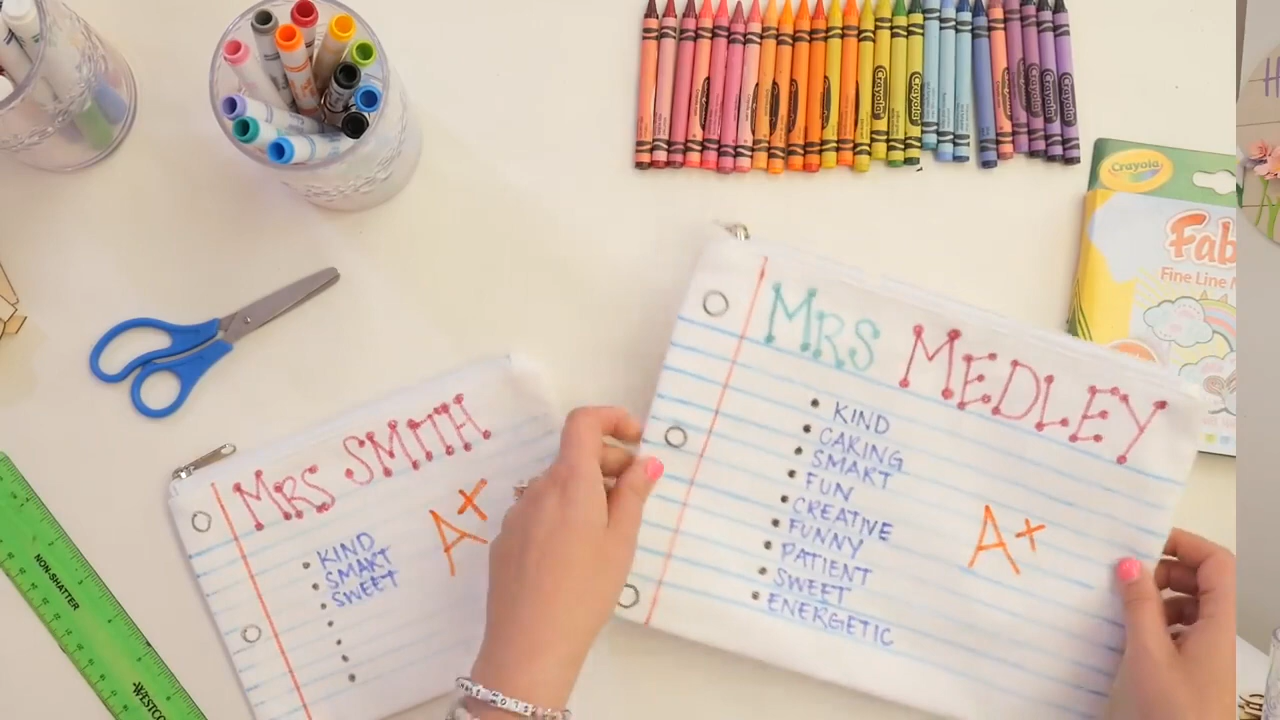 Crayola
Crayola
Crayola
Crayola
Crayola
Crayola
Crayola
Fab
Fine Line
MRS MEDLEY
KIND
CARING
SMART
FUN
CREATIVE
FUNNY
PATIENT
SWEET
ENERGETIC
A+
MRS SMITH
KIND
SMART
SWEET
A+
NON-SHATTER
WESTCO